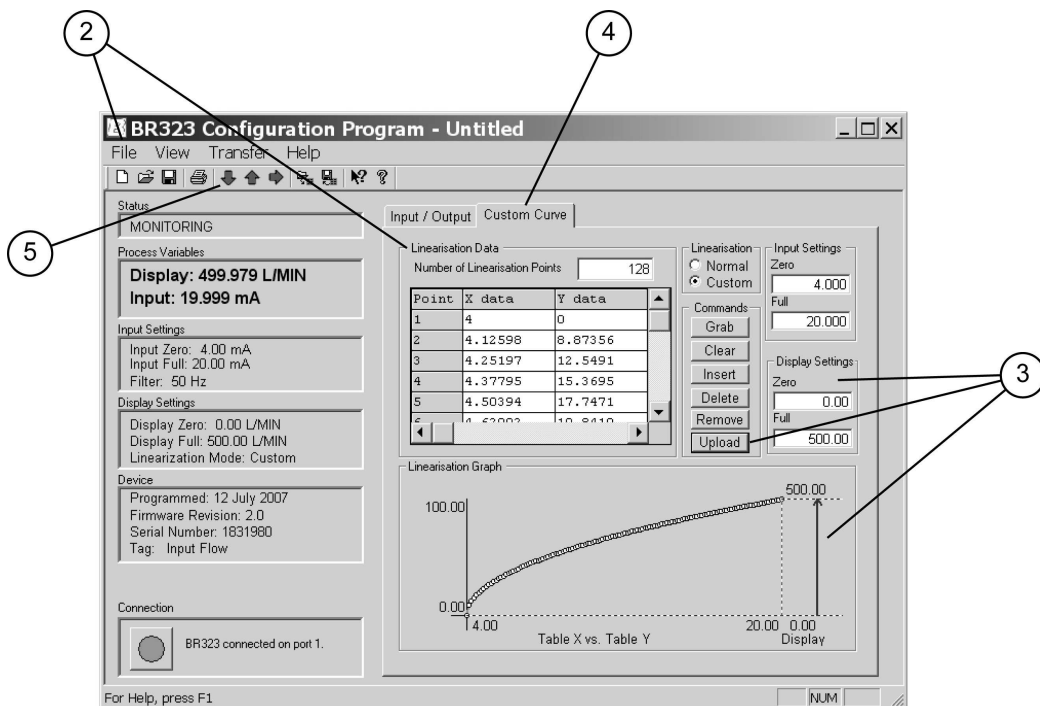 2
4
BR323 Configuration Program - Untitled
File View Transfer Help
5
Status
MONITORING
Process Variables
Display: 499.979 L/MIN
Input: 19.999 mA
Input Settings
Input Zero: 4.00 mA
Input Full: 20.00 mA
Filter: 50 Hz
Display Settings
Display Zero: 0.00 L/MIN
Display Full: 500.00 L/MIN
Linearization Mode: Custom
Device
Programmed: 12 July 2007
Firmware Revision: 2.0
Serial Number: 1831980
Tag: Input Flow
Connection
BR323 connected on port 1.
Input / Output Custom Curve
Linearisation Data
Number of Linearisation Points 128
Point X data Y data
1 4 0
2 4.12598 8.87356
3 4.25197 12.5491
4 4.37795 15.3695
5 4.50394 17.7471
Linearisation
Normal
Custom
Commands
Grab
Clear
Insert
Delete
Remove
Upload
Input Settings
Zero
4.000
Full
20.000
Display Settings
Zero
0.00
Full
500.00
3
Linearisation Graph
100.00
500.00
0.00
4.00
20.00 0.00
Table X vs. Table Y
Display
For Help, press F1
NUM